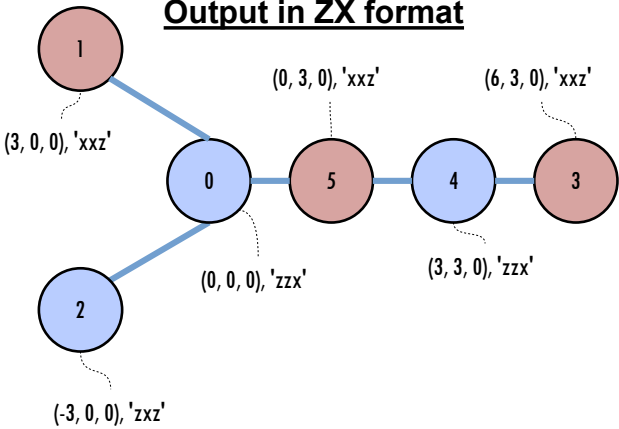 Output in ZX format
1
(0, 3, 0), 'xxz'
(6, 3, 0), 'xxz'
(3, 0, 0), 'xxz'
0
5
4
3
(0, 0, 0), 'zzx'
(3, 3, 0), 'zzx'
2
(-3, 0, 0), 'zxz'